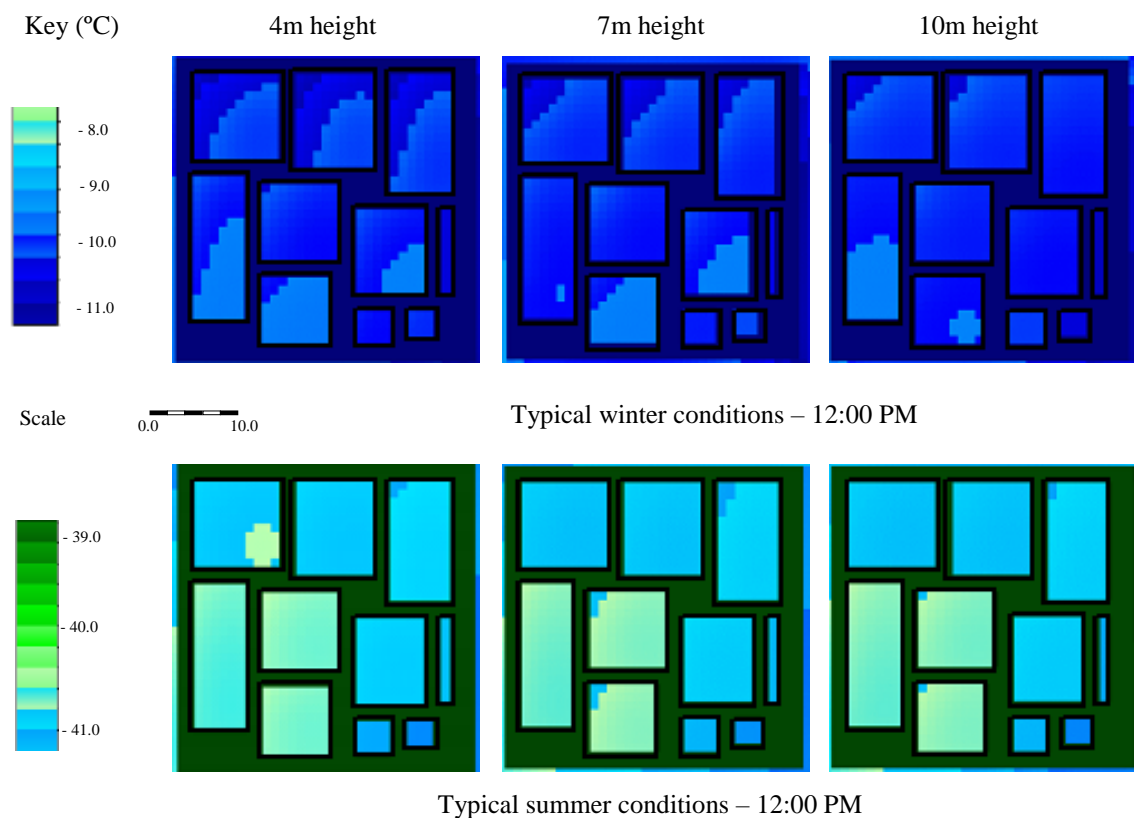 Key (ºC)
4m height
7m height
10m height
- 8.0
- 9.0
- 10.0
- 11.0
Scale
0.0
10.0
Typical winter conditions – 12:00 PM
- 39.0
- 40.0
- 41.0
Typical summer conditions – 12:00 PM